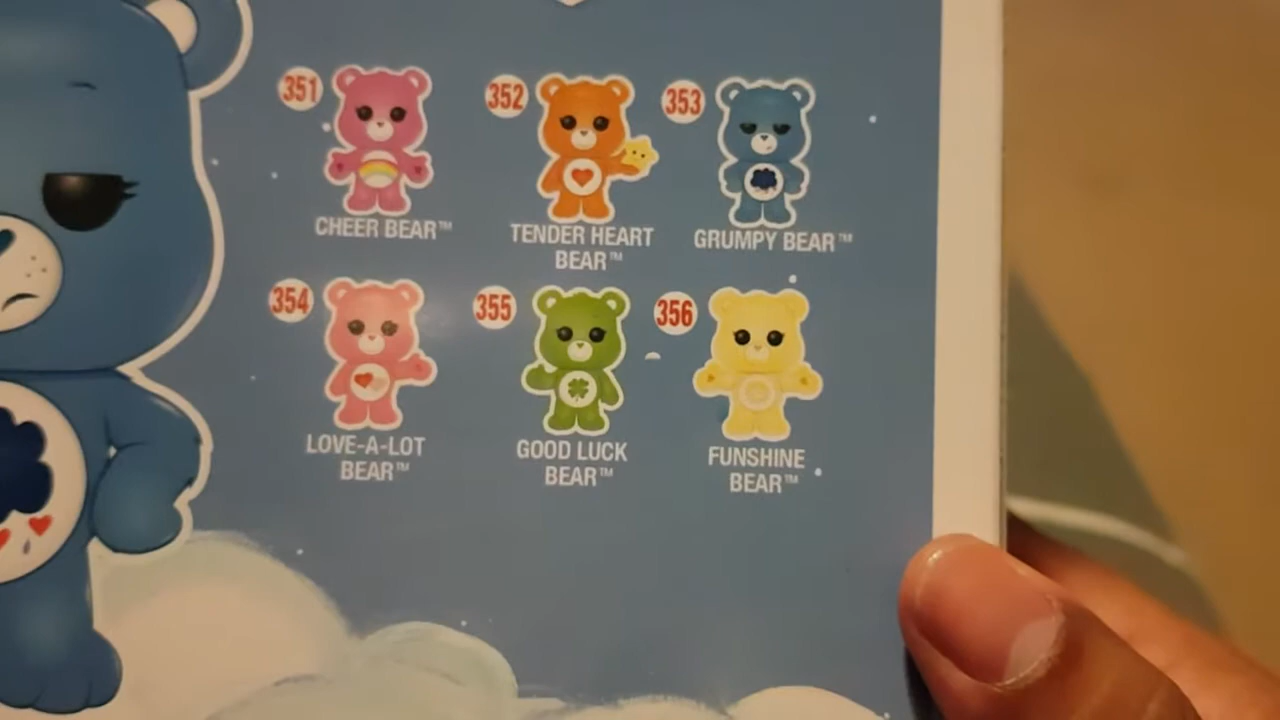 351
CHEER BEAR™
352
TENDER HEART
BEAR™
353
GRUMPY BEAR™
354
LOVE-A-LOT
BEAR™
355
GOOD LUCK
BEAR™
356
FUNSHINE
BEAR™